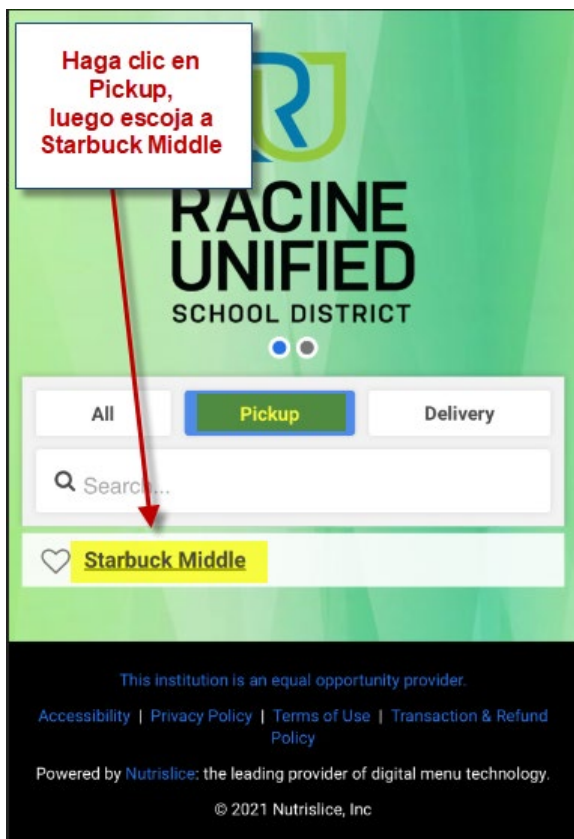 Haga clic en
Pickup,
luego escoja a
Starbuck Middle
RACINE
UNIFIED
SCHOOL DISTRICT
All Pickup Delivery
Search...
Starbuck Middle
This institution is an equal opportunity provider.
Accessibility | Privacy Policy | Terms of Use | Transaction & Refund
Policy
Powered by Nutrislice: the leading provider of digital menu technology.
© 2021 Nutrislice, Inc